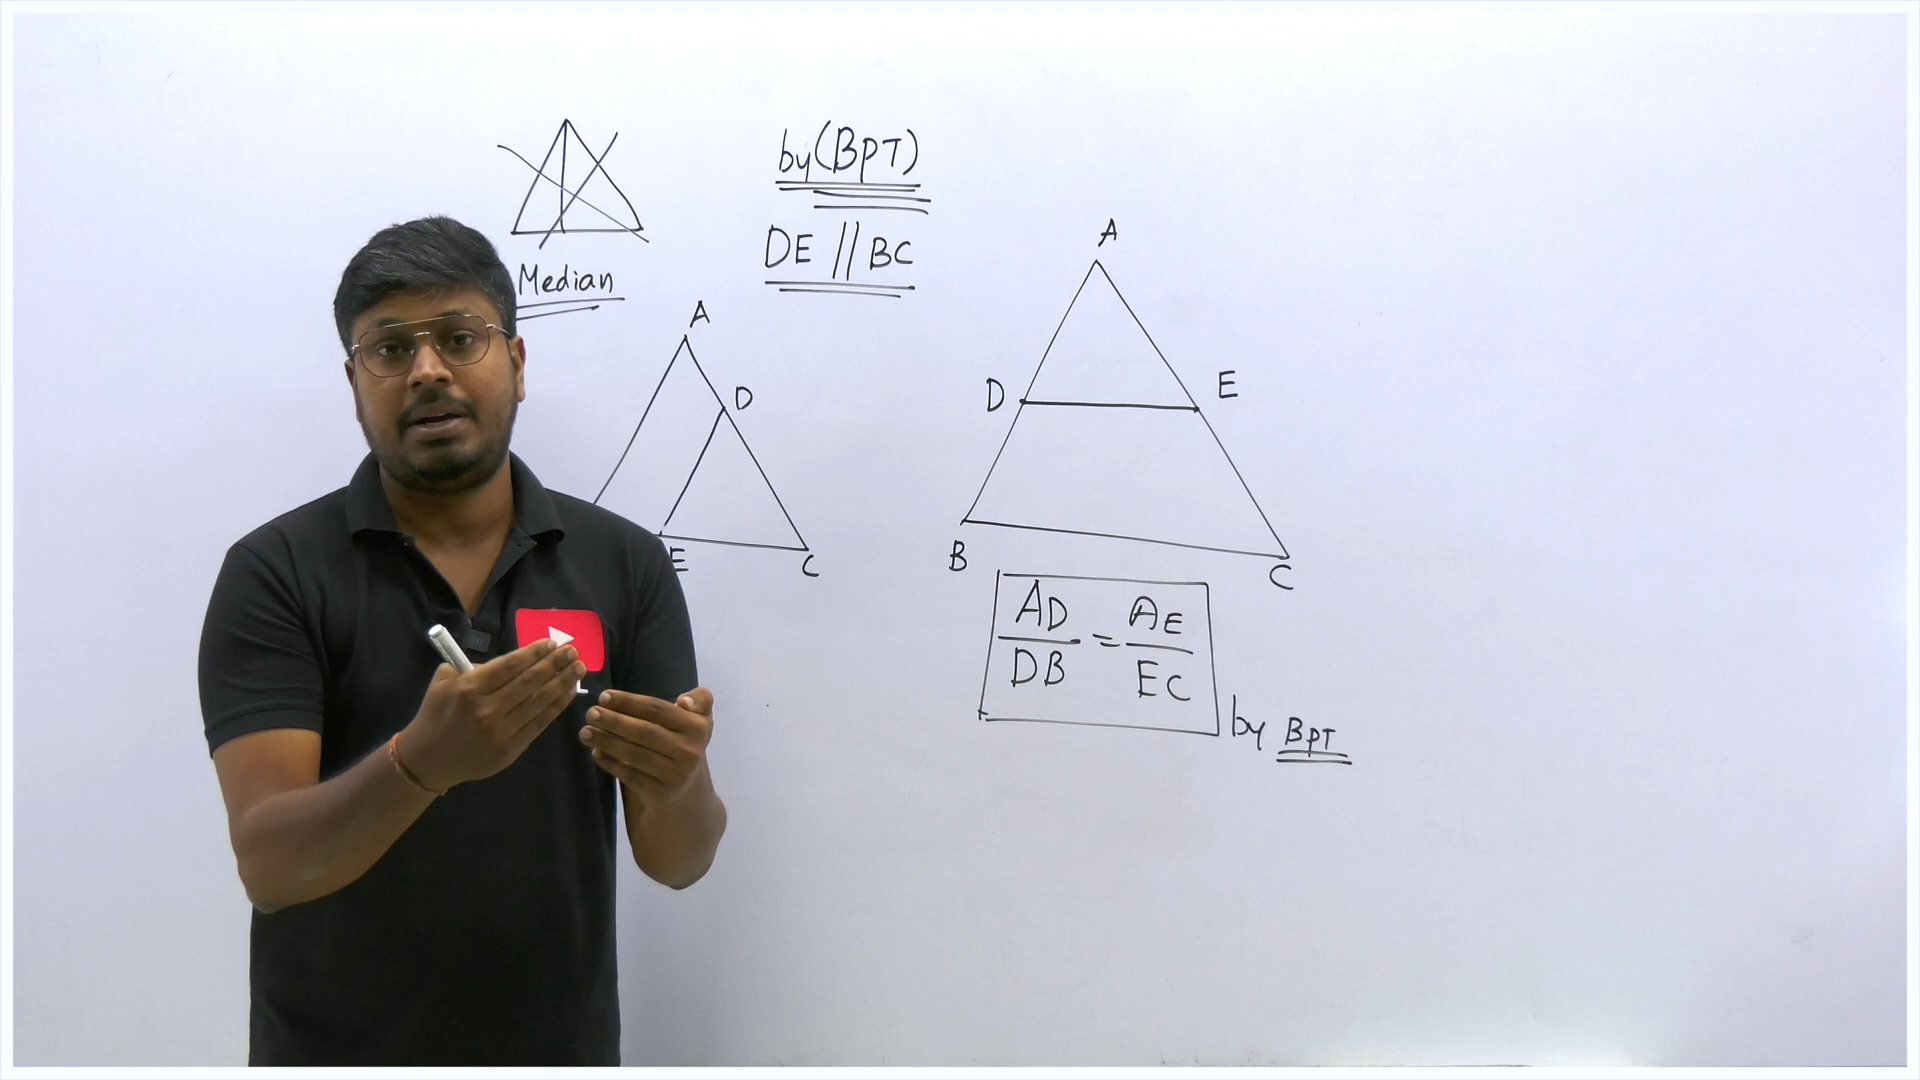 by (BPT)
DE // BC
Median
A
D
E
C
A
D
E
B
C
AD/DB = AE/EC
by BPT